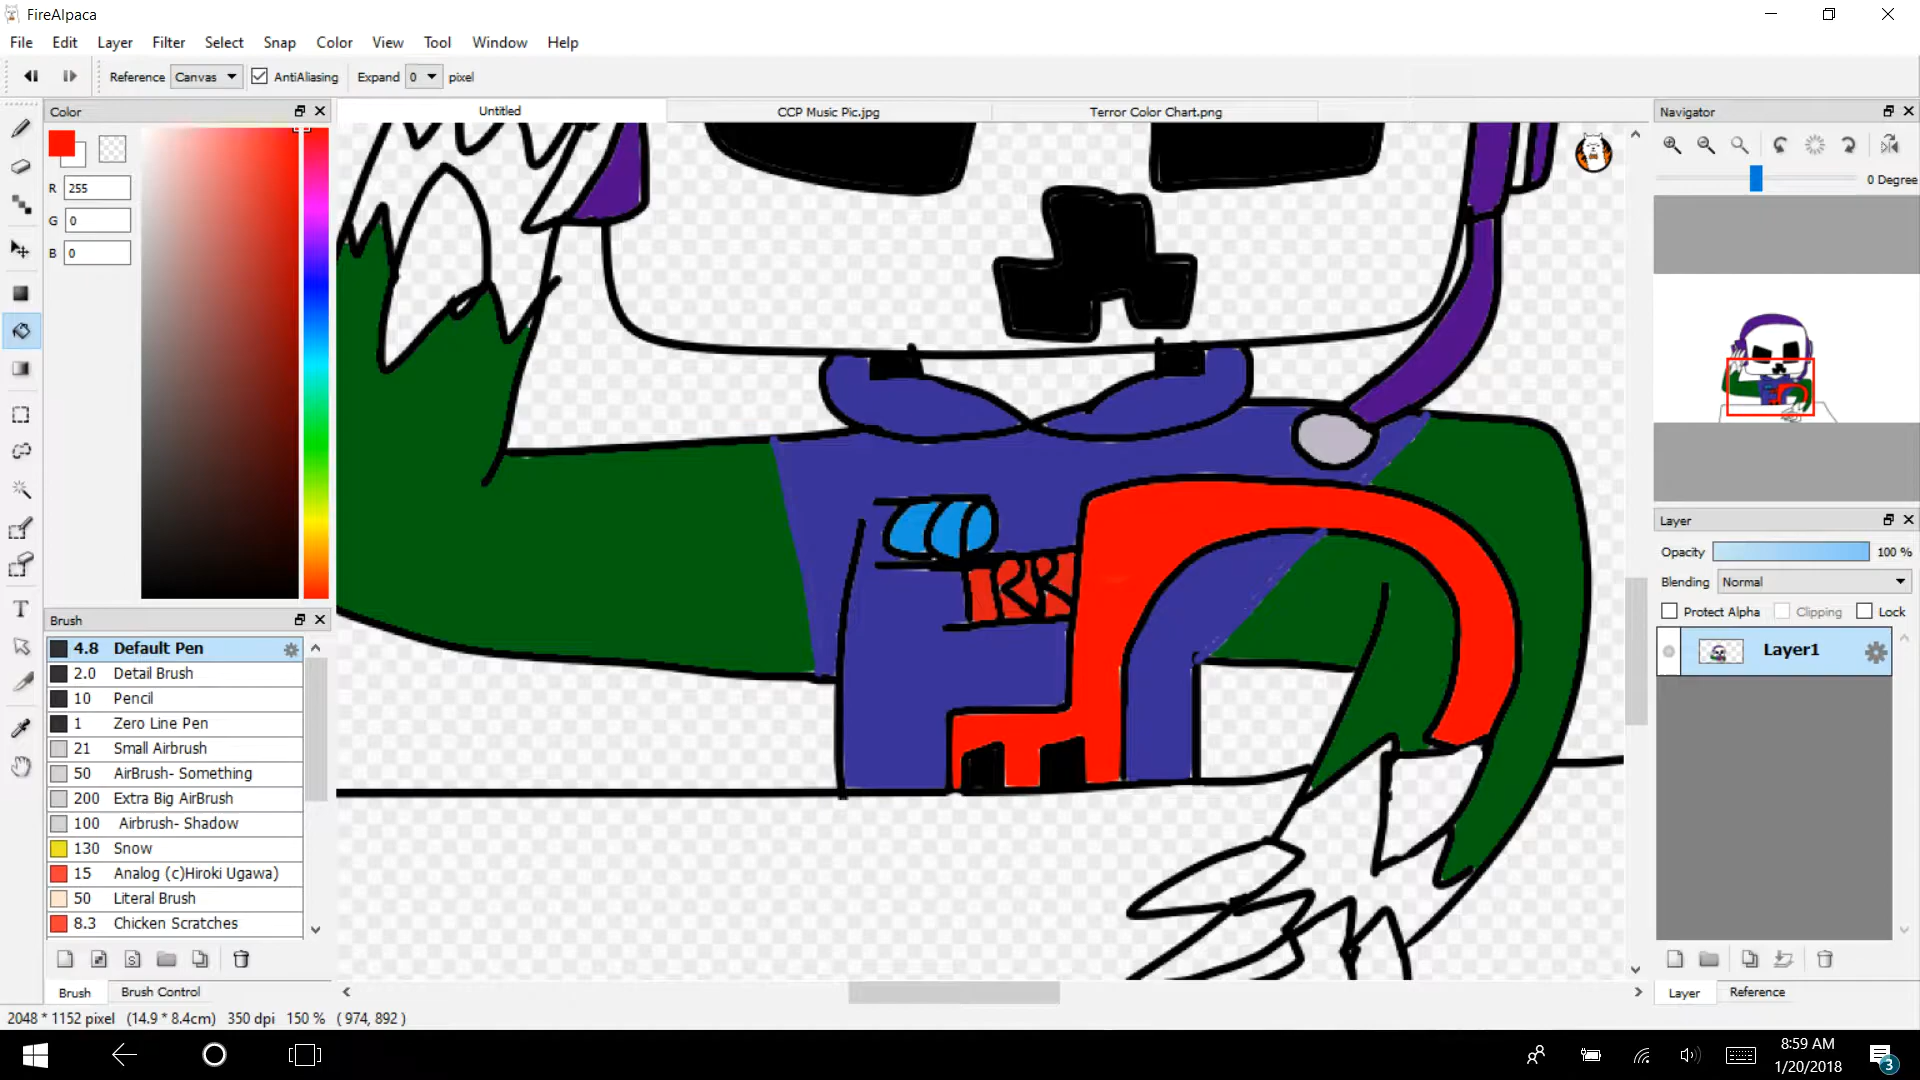 FireAlpaca
File Edit Layer Filter Select Snap Color View Tool Window Help
Reference Canvas AntiAliasing Expand 0 pixel
Color
Untitled CCP Music Pic.jpg Terror Color Chart.png
Navigator
R 255
G 0
B 0
0 Degree
Brush
4.8 Default Pen
2.0 Detail Brush
10 Pencil
1 Zero Line Pen
21 Small Airbrush
50 AirBrush- Something
200 Extra Big AirBrush
100 Airbrush- Shadow
130 Snow
15 Analog (c)Hiroki Ugawa)
50 Literal Brush
8.3 Chicken Scratches
Brush Brush Control
RR
Layer
Opacity 100 %
Blending Normal
Protect Alpha Clipping Lock
Layer1
Layer Reference
2048 * 1152 pixel (14.9 * 8.4cm) 350 dpi 150 % ( 974, 892 )
8:59 AM
1/20/2018
3